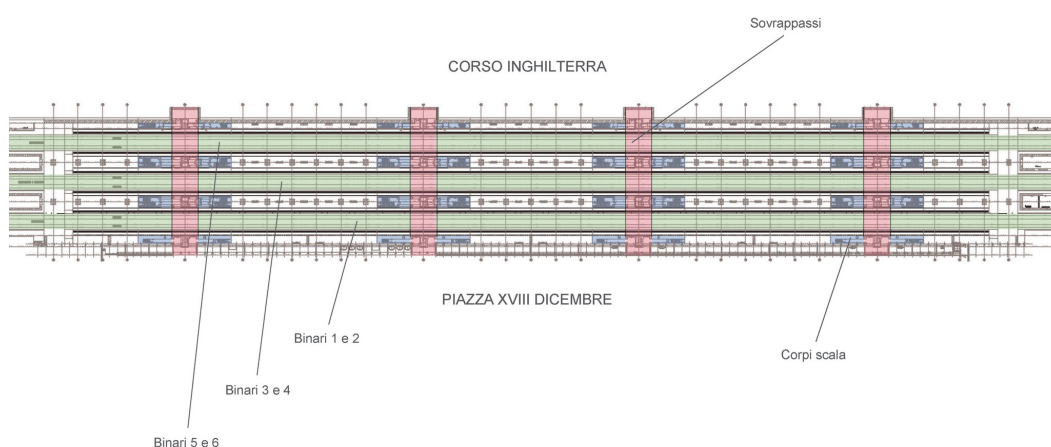 Sovrappassi
CORSO INGHILTERRA
PIAZZA XVIII DICEMBRE
Binari 1 e 2
Corpi scala
Binari 3 e 4
Binari 5 e 6